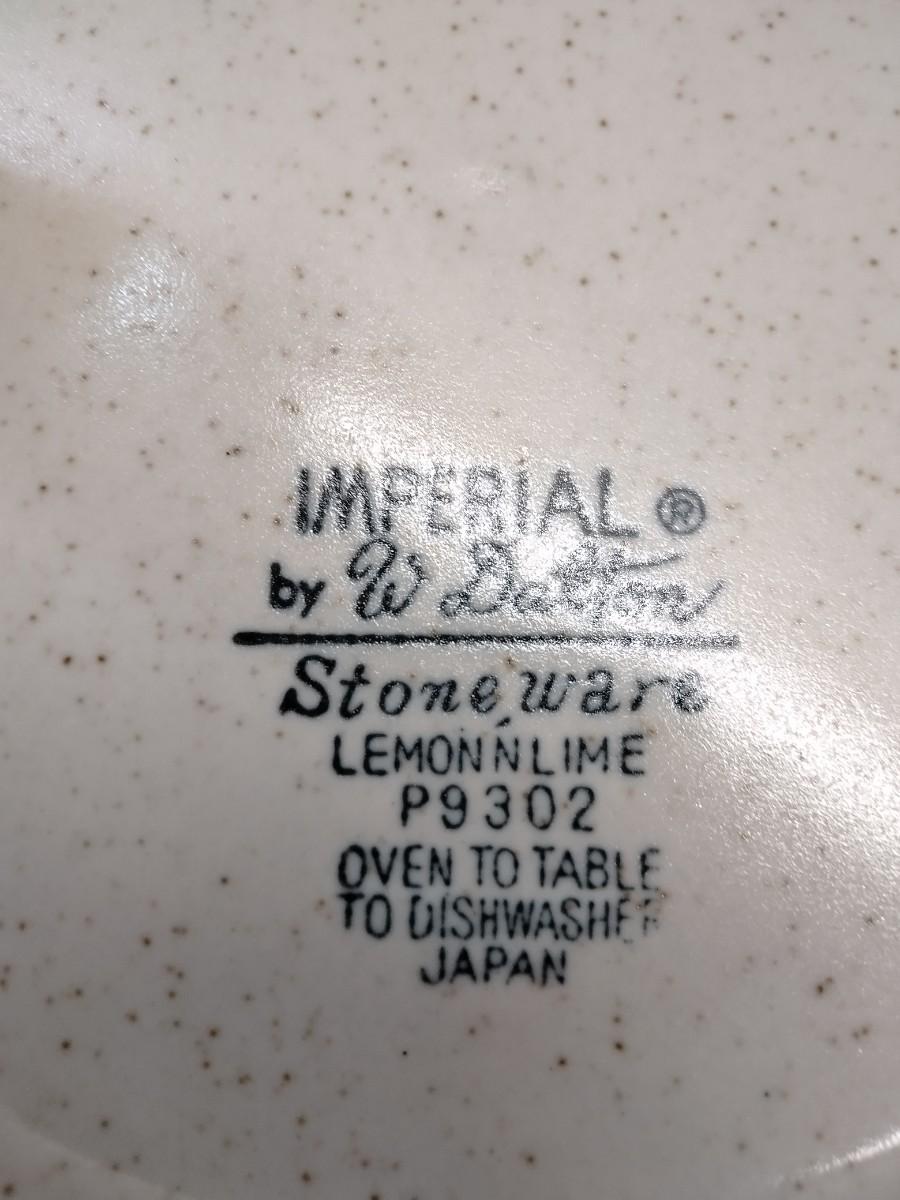 IMPERIAL ®
by W Dalton
Stoneware
LEMON 'N LIME
P9302
OVEN TO TABLE
TO DISHWASHER
JAPAN